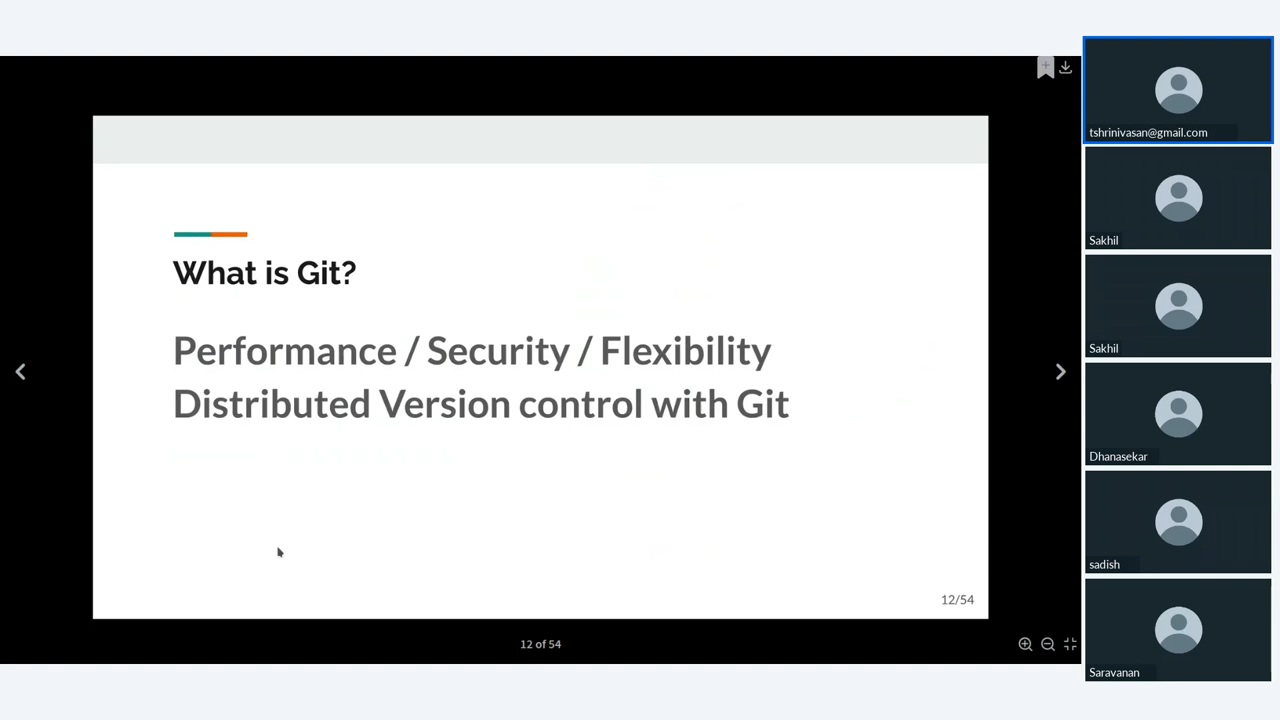 What is Git?
Performance / Security / Flexibility
Distributed Version control with Git
12/54
12 of 54
tshrinivasan@gmail.com
Sakhil
Sakhil
Dhanasekar
sadish
Saravanan